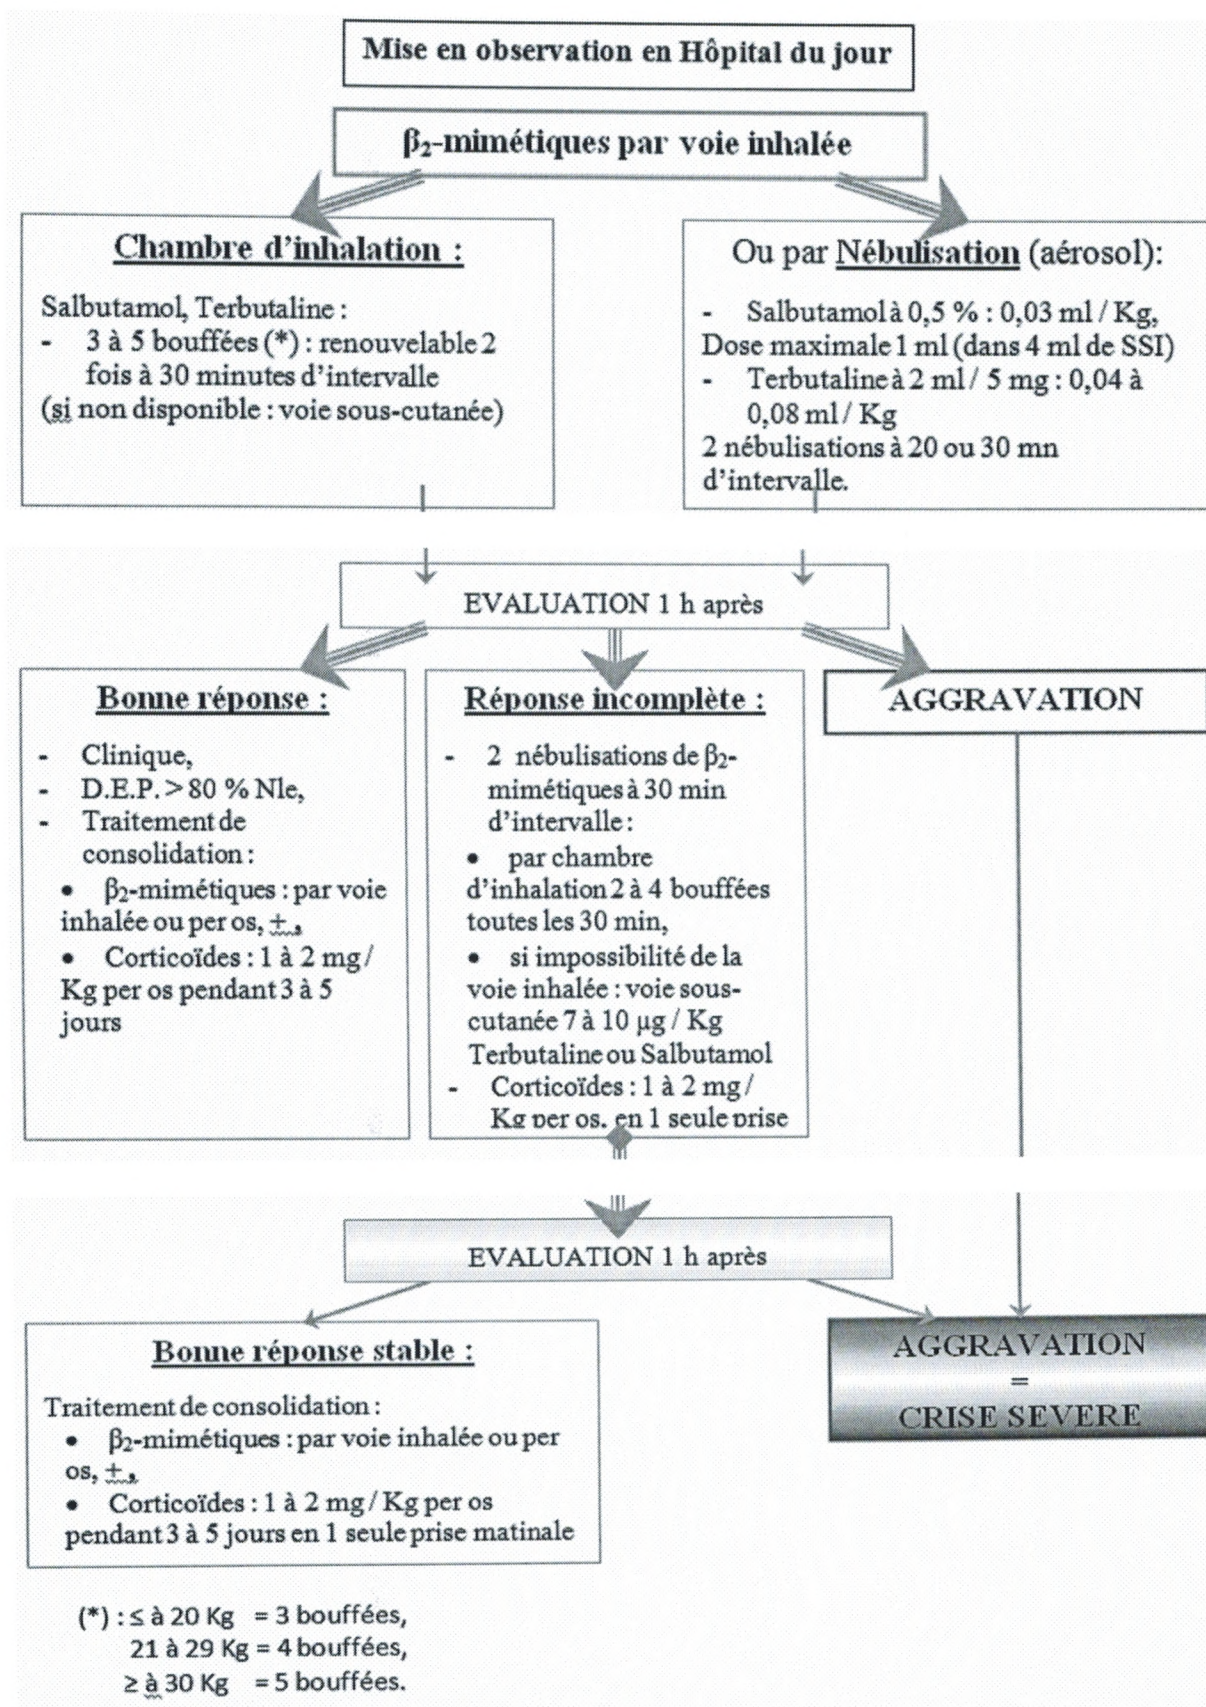 Mise en observation en Hôpital du jour
β₂-mimétiques par voie inhalée
Chambre d'inhalation :
Salbutamol, Terbutaline :
- 3 à 5 bouffées (*) : renouvelable 2
fois à 30 minutes d'intervalle
(si non disponible : voie sous-cutanée)
Ou par Nébulisation (aérosol):
- Salbutamol à 0,5 % : 0,03 ml / Kg,
Dose maximale 1 ml (dans 4 ml de SSI)
- Terbutaline à 2 ml / 5 mg : 0,04 à
0,08 ml / Kg
2 nébulisations à 20 ou 30 mn
d'intervalle.
EVALUATION 1 h après
Bonne réponse :
- Clinique,
- D.E.P. > 80 % Nle,
- Traitement de
consolidation :
• β₂-mimétiques : par voie
inhalée ou per os, ± ,
• Corticoïdes : 1 à 2 mg /
Kg per os pendant 3 à 5
jours
Réponse incomplète :
- 2 nébulisations de β₂-
mimétiques à 30 min
d'intervalle :
• par chambre
d'inhalation 2 à 4 bouffées
toutes les 30 min,
• si impossibilité de la
voie inhalée : voie sous-
cutanée 7 à 10 µg / Kg
Terbutaline ou Salbutamol
- Corticoïdes : 1 à 2 mg /
Kg per os, en 1 seule prise
AGGRAVATION
EVALUATION 1 h après
Bonne réponse stable :
Traitement de consolidation :
• β₂-mimétiques : par voie inhalée ou per
os, ± ,
• Corticoïdes : 1 à 2 mg / Kg per os
pendant 3 à 5 jours en 1 seule prise matinale
AGGRAVATION
=
CRISE SEVERE
(*) : ≤ à 20 Kg = 3 bouffées,
21 à 29 Kg = 4 bouffées,
≥ à 30 Kg = 5 bouffées.